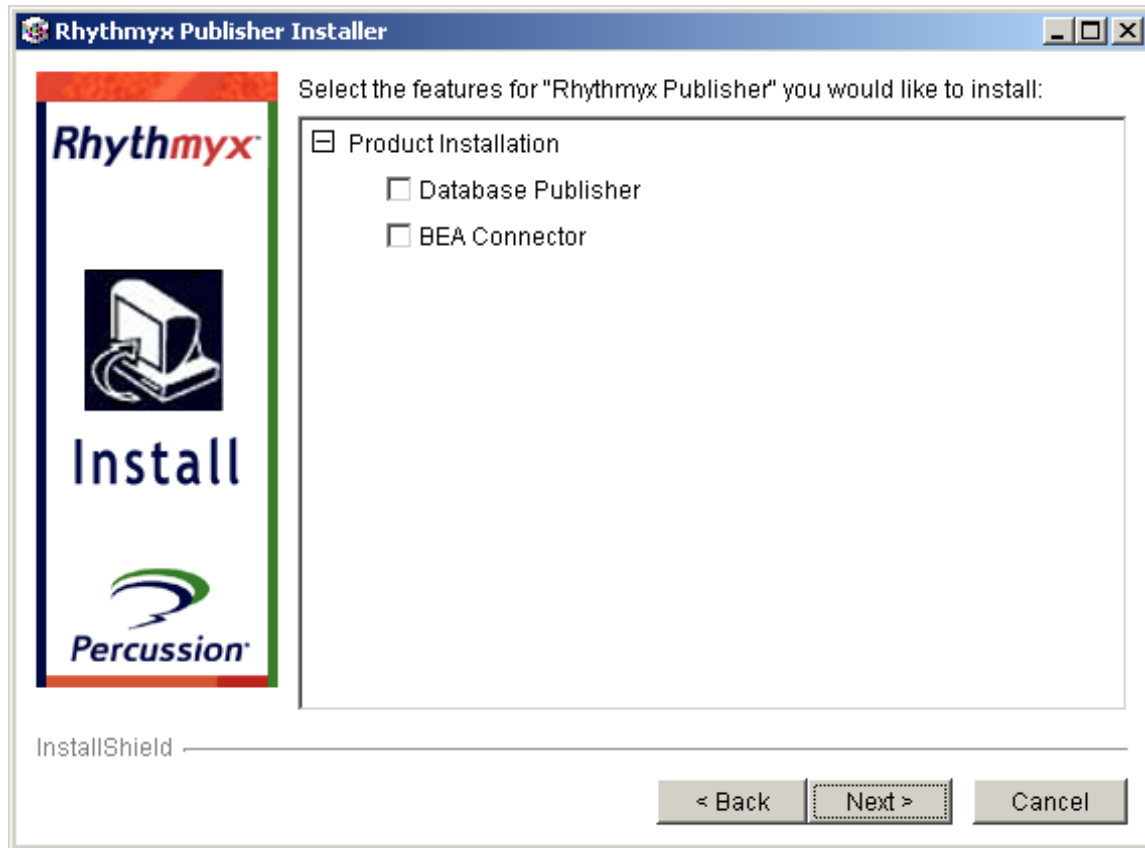 Rhythmyx Publisher Installer
Select the features for "Rhythmyx Publisher" you would like to install:
Rhythmyx
Product Installation
Database Publisher
BEA Connector
Install
Percussion
InstallShield
< Back
Next >
Cancel